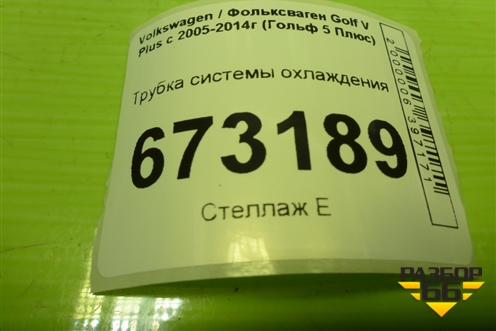 Volkswagen / Фольксваген Golf V
Plus с 2005-2014г (Гольф 5 Плюс)
Трубка системы охлаждения
673189
Стеллаж Е
РАЗБОР
66